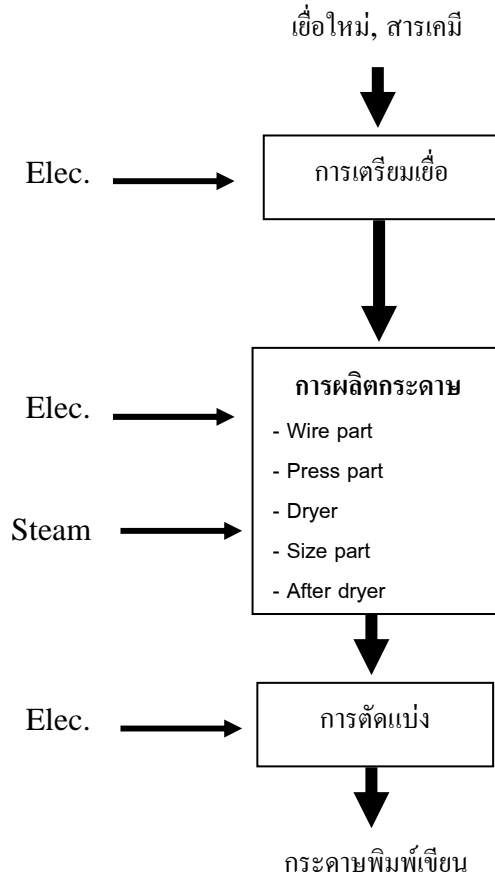 เยื่อใหม่, สารเคมี
Elec.
การเตรียมเยื่อ
Elec.
Steam
การผลิตกระดาษ
- Wire part
- Press part
- Dryer
- Size part
- After dryer
Elec.
การตัดแบ่ง
กระดาษพิมพ์เขียน